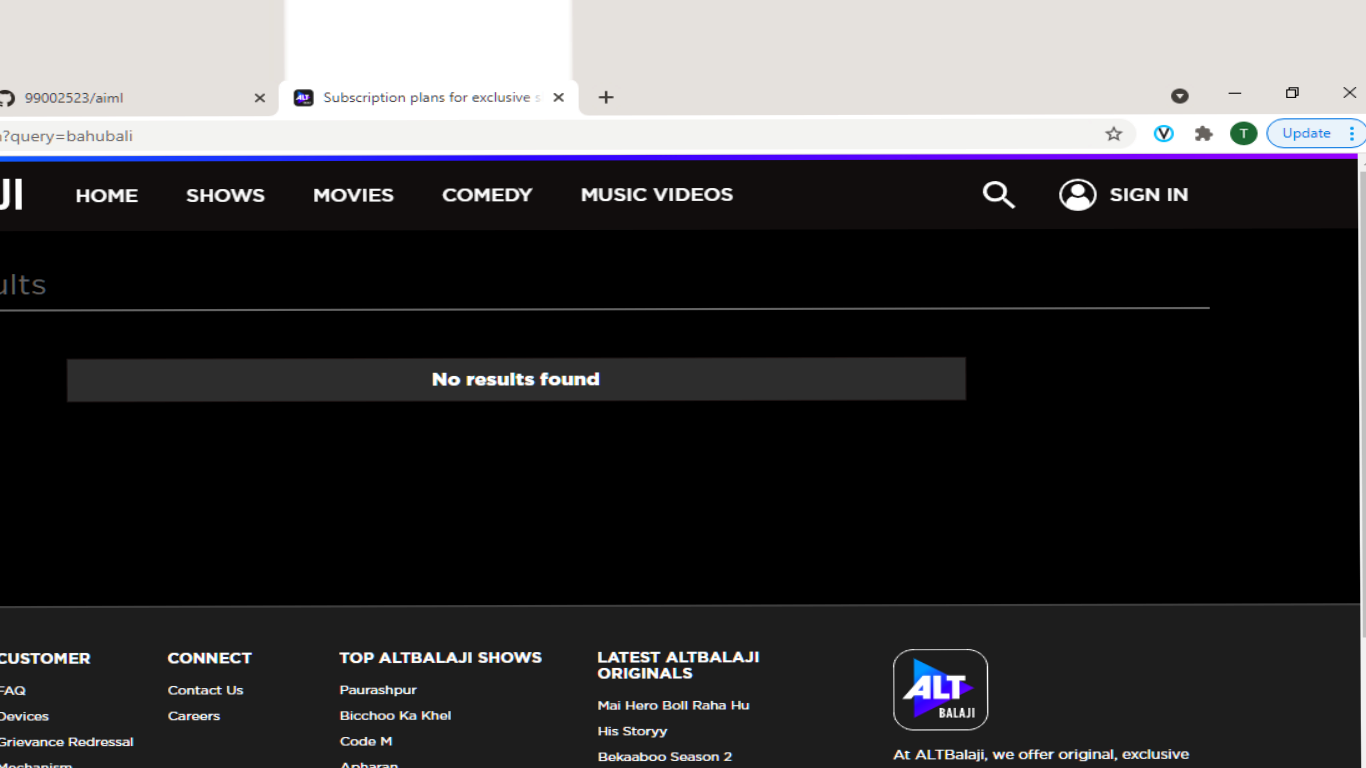 99002523/aiml
Subscription plans for exclusive s
?query=bahubali
T
Update
JI
HOME
SHOWS
MOVIES
COMEDY
MUSIC VIDEOS
SIGN IN
ults
No results found
CUSTOMER
FAQ
Devices
Grievance Redressal
Mechanism
CONNECT
Contact Us
Careers
TOP ALTBALAJI SHOWS
Paurashpur
Bicchoo Ka Khel
Code M
Apharan
LATEST ALTBALAJI
ORIGINALS
Mai Hero Boll Raha Hu
His Storyy
Bekaaboo Season 2
ALT
BALAJI
At ALTBalaji, we offer original, exclusive